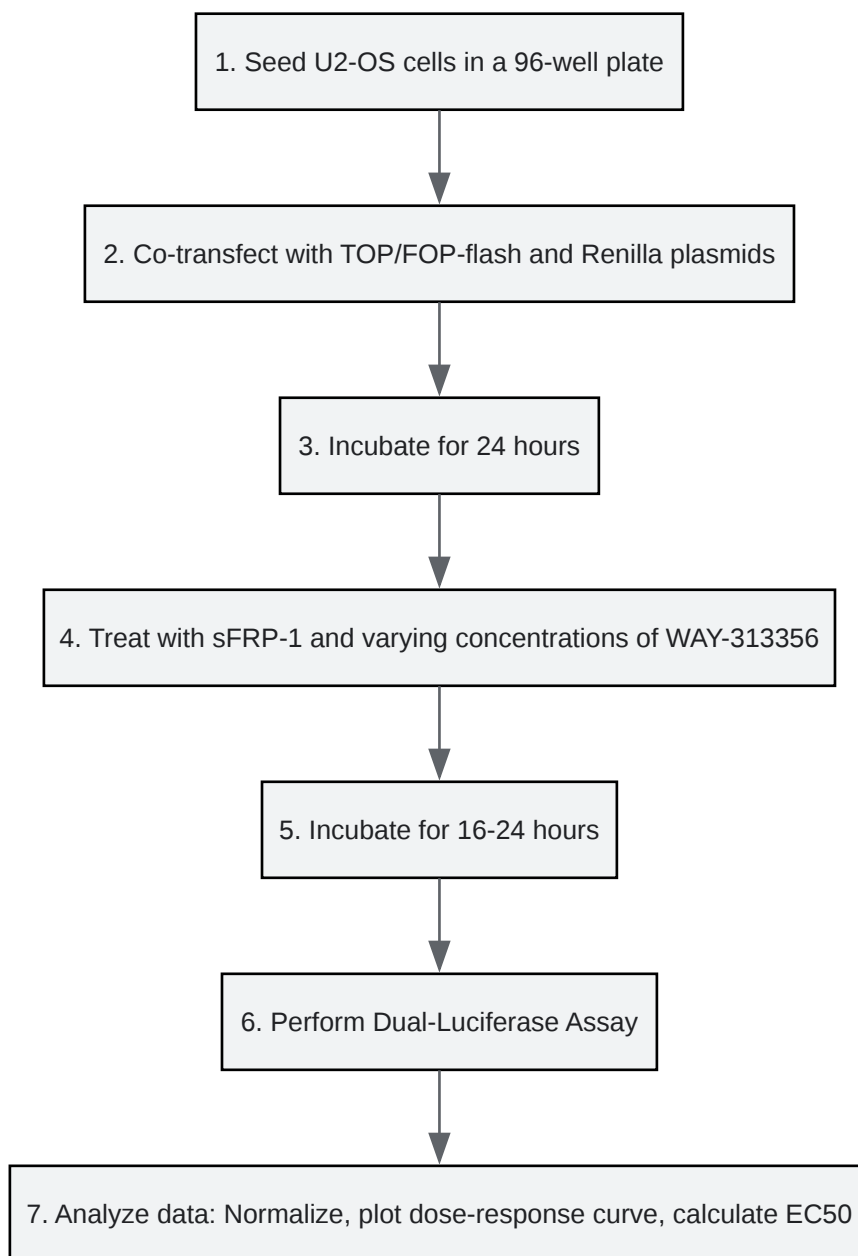 1. Seed U2-OS cells in a 96-well plate
2. Co-transfect with TOP/FOP-flash and Renilla plasmids
3. Incubate for 24 hours
4. Treat with sFRP-1 and varying concentrations of WAY-313356
5. Incubate for 16-24 hours
6. Perform Dual-Luciferase Assay
7. Analyze data: Normalize, plot dose-response curve, calculate EC50